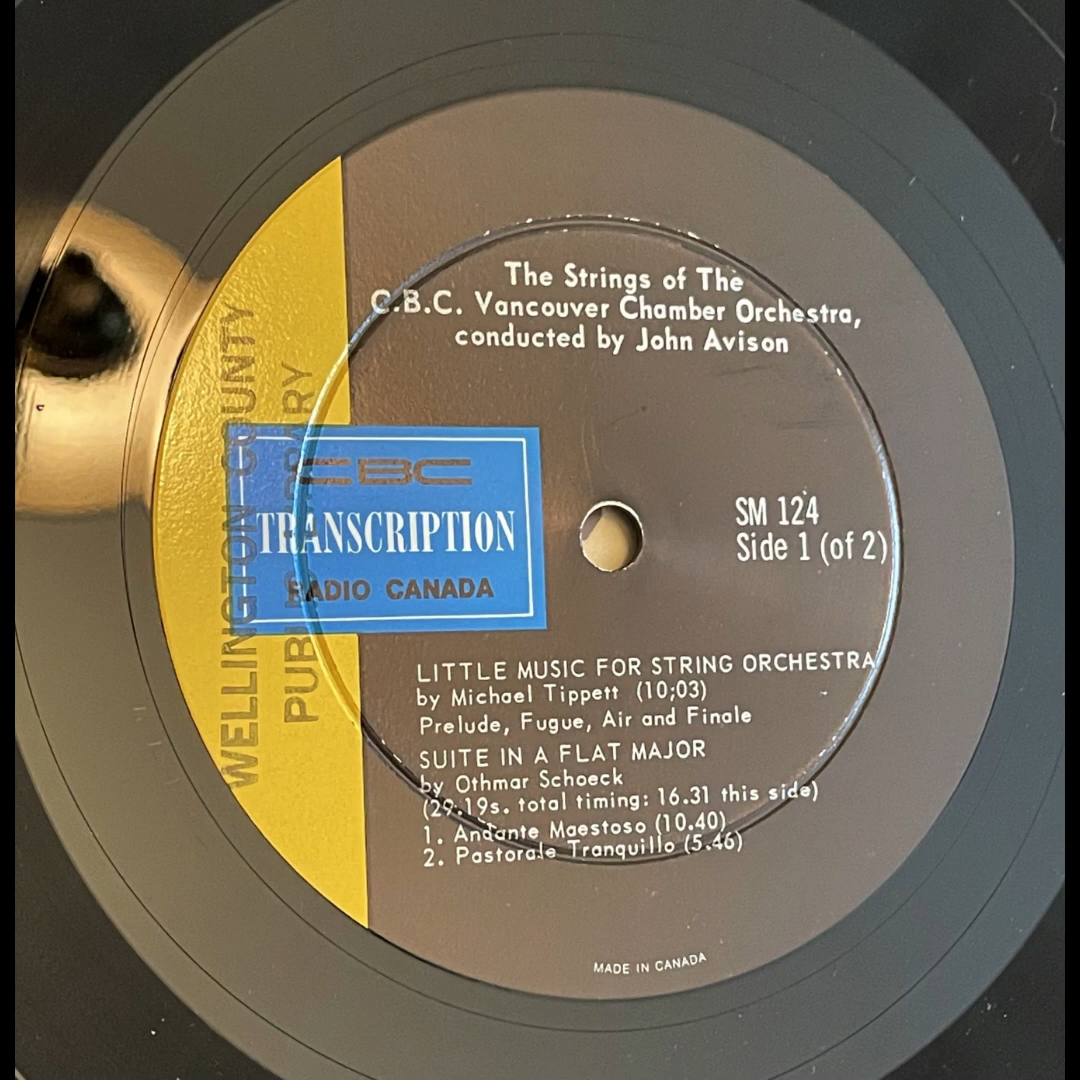 The Strings of The
C.B.C. Vancouver Chamber Orchestra,
conducted by John Avison
WELLINGTON COUNTY
PUBLIC LIBRARY
CBC
TRANSCRIPTION
RADIO CANADA
SM 124
Side 1 (of 2)
LITTLE MUSIC FOR STRING ORCHESTRA
by Michael Tippett (10;03)
Prelude, Fugue, Air and Finale
SUITE IN A FLAT MAJOR
by Othmar Schoeck
(29.19s. total timing: 16.31 this side)
1. Andante Maestoso (10.40)
2. Pastorale Tranquillo (5.46)
MADE IN CANADA